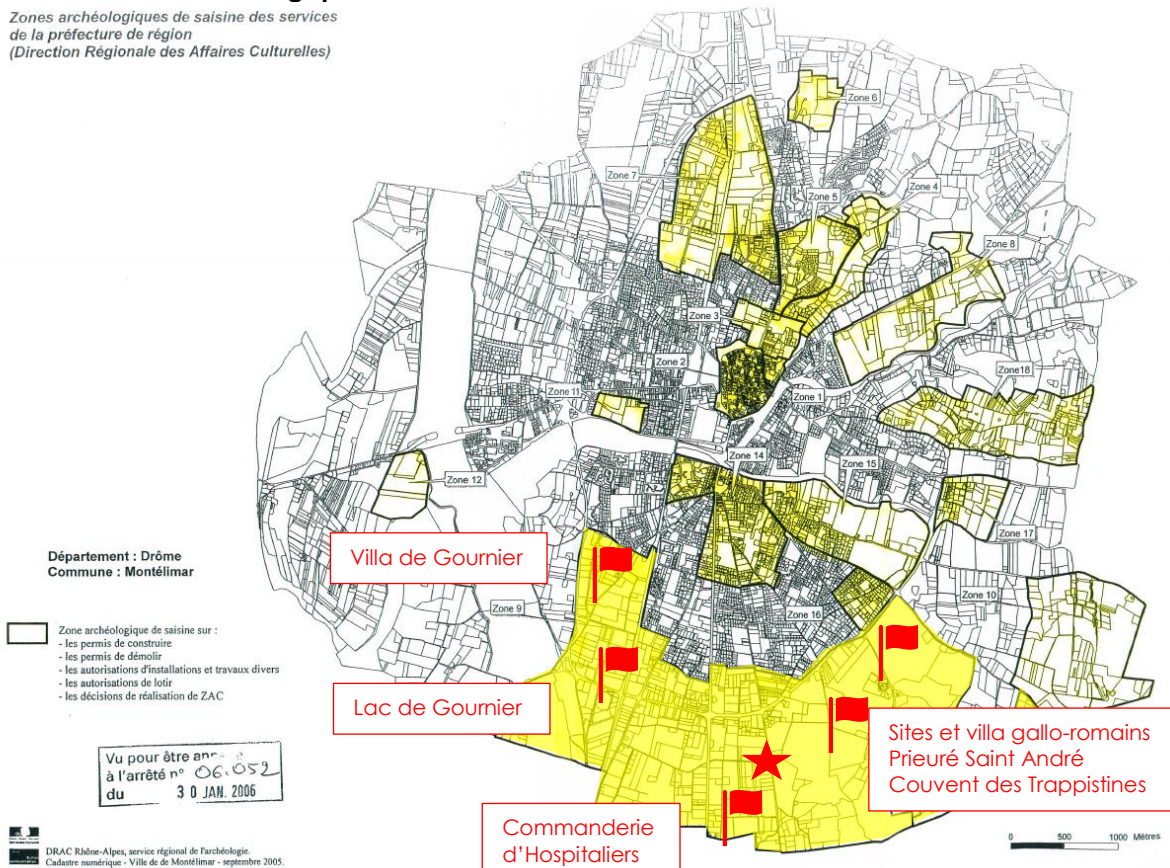 Zones archéologiques de saisine des services
de la préfecture de région
(Direction Régionale des Affaires Culturelles)
Zone 6
Zone 7
Zone 5
Zone 4
Zone 8
Zone 3
Zone 2
Zone18
Zone 11
Zone 1
Zone 14
Zone 15
Zone 12
Zone 17
Département : Drôme
Commune : Montélimar
Villa de Gournier
Zone 9
Zone 10
Zone 16
Zone archéologique de saisine sur :
- les permis de construire
- les permis de démolir
- les autorisations d'installations et travaux divers
- les autorisations de lotir
- les décisions de réalisation de ZAC
Lac de Gournier
Sites et villa gallo-romains
Prieuré Saint André
Couvent des Trappistines
Vu pour être
à l'arrêté n° 06.052
du 30 JAN. 2006
Commanderie
d'Hospitaliers
0 500 1000 Mètres
DRAC Rhône-Alpes, service régional de l'archéologie.
Cadastre numérique - Ville de de Montélimar - septembre 2005.